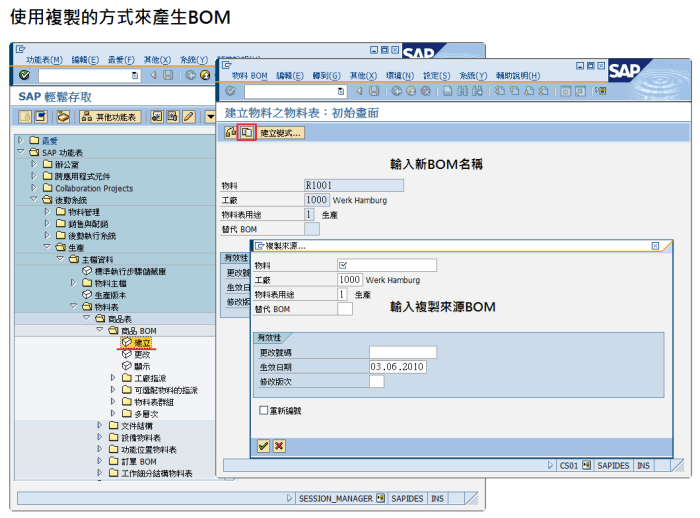 使用複製的方式來產生BOM
功能表(M) 編輯(E) 最愛(F) 其他(X) 系統(Y)
SAP
SAP 輕鬆存取
其他功能表
最愛
SAP 功能表
辦公室
跨應用程式元件
Collaboration Projects
後勤系統
物料管理
銷售與配銷
後勤執行系統
生產
主檔資料
標準執行步驟儲藏庫
物料主檔
生產版本
物料表
商品表
商品 BOM
建立
更改
顯示
工廠指派
可選配物料的指派
物料表群組
多層次
文件結構
設備物料表
功能位置物料表
訂單 BOM
工作細分結構物料表
SESSION_MANAGER SAPIDES INS
物料 BOM 編輯(E) 轉到(G) 其他(X) 環境(N) 設定(S) 系統(Y) 輔助說明(H)
SAP
建立物料之物料表：初始畫面
建立變式...
輸入新BOM名稱
物料 R1001
工廠 1000 Werk Hamburg
物料表用途 1 生產
替代 BOM
有效性
更改號
生效日
修改版
複製來源...
物料
工廠 1000 Werk Hamburg
物料表用途 1 生產
替代 BOM
輸入複製來源BOM
有效性
更改號碼
生效日期 03.06.2010
修改版次
重新編號
CS01 SAPIDES INS